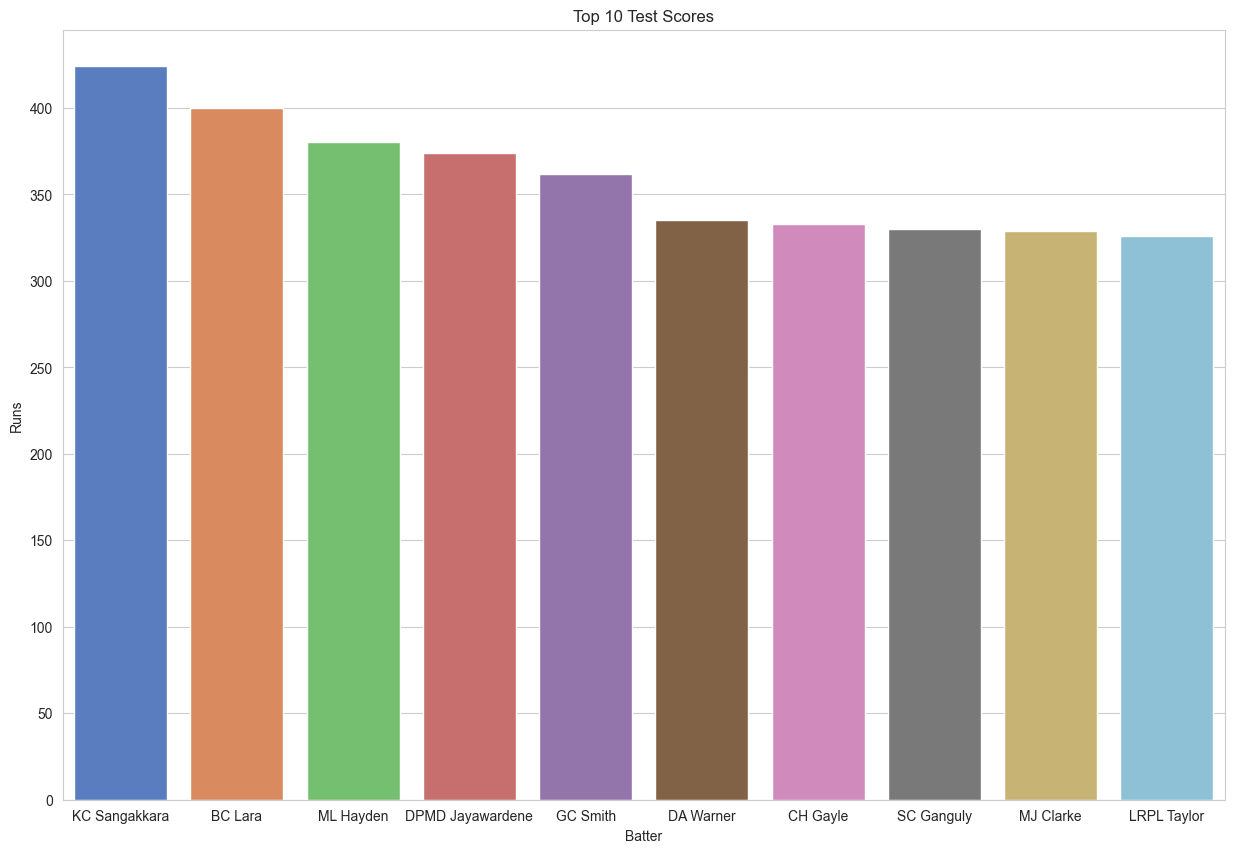 Top 10 Test Scores
Runs
400
350
300
250
200
150
100
50
0
KC Sangakkara BC Lara ML Hayden DPMD Jayawardene GC Smith DA Warner CH Gayle SC Ganguly MJ Clarke LRPL Taylor
Batter